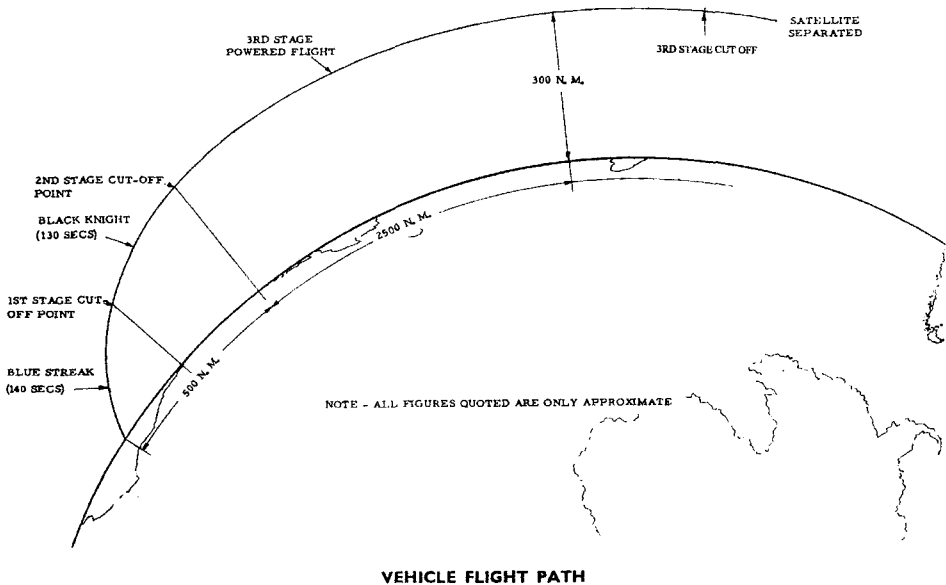 SATELLITE
SEPARATED
3RD STAGE
POWERED FLIGHT
3RD STAGE CUT OFF
300 N. M.
2ND STAGE CUT-OFF
POINT
BLACK KNIGHT
(130 SECS)
2500 N. M.
1ST STAGE CUT-
OFF POINT
BLUE STREAK
(140 SECS)
500 N. M.
NOTE - ALL FIGURES QUOTED ARE ONLY APPROXIMATE
VEHICLE FLIGHT PATH